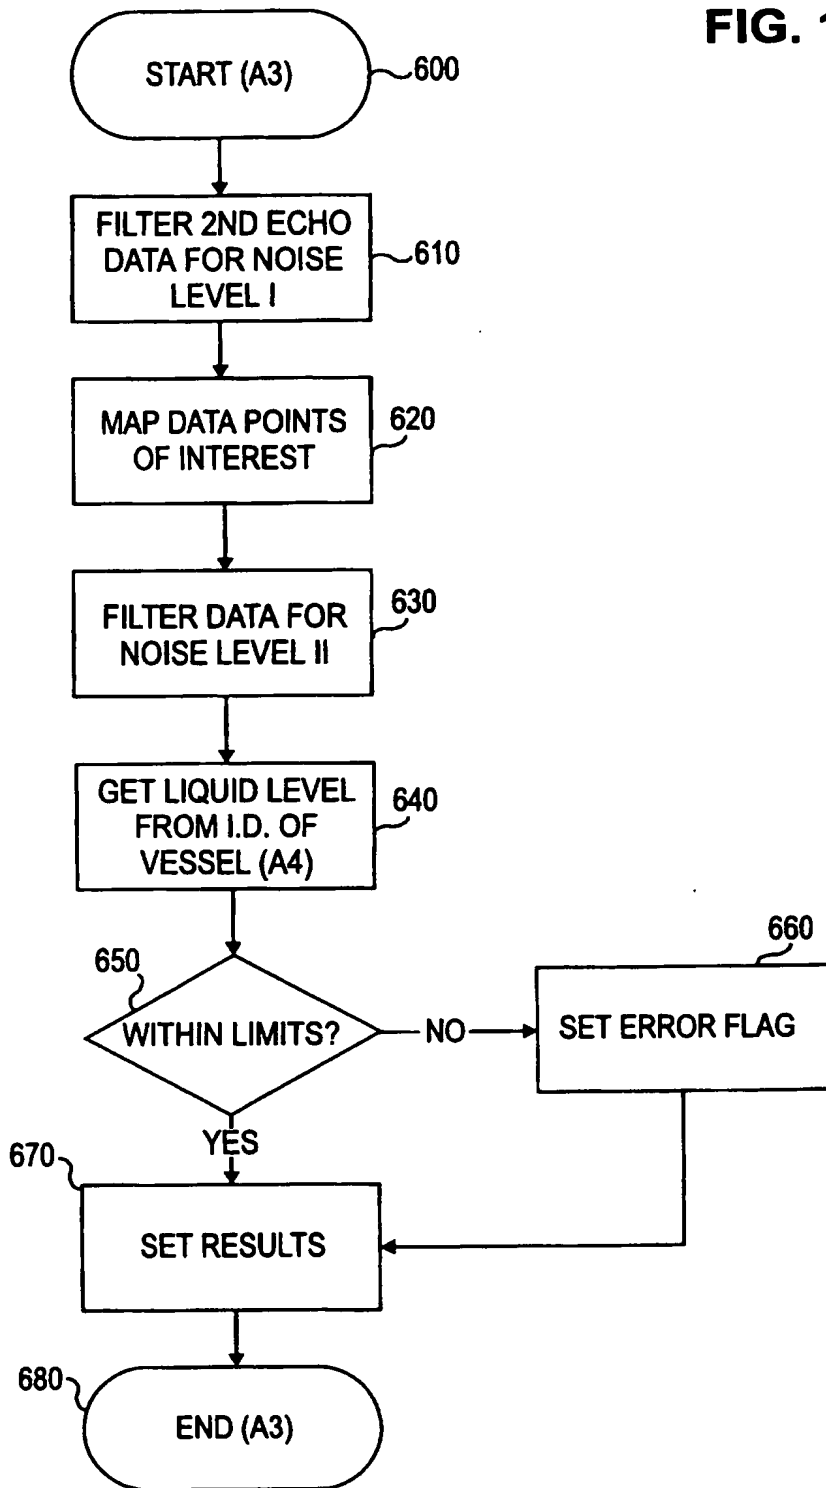 FIG. 1
START (A3)
600
FILTER 2ND ECHO
DATA FOR NOISE
LEVEL I
610
MAP DATA POINTS
OF INTEREST
620
FILTER DATA FOR
NOISE LEVEL II
630
GET LIQUID LEVEL
FROM I.D. OF
VESSEL (A4)
640
650
WITHIN LIMITS?
NO
660
SET ERROR FLAG
YES
670
SET RESULTS
680
END (A3)